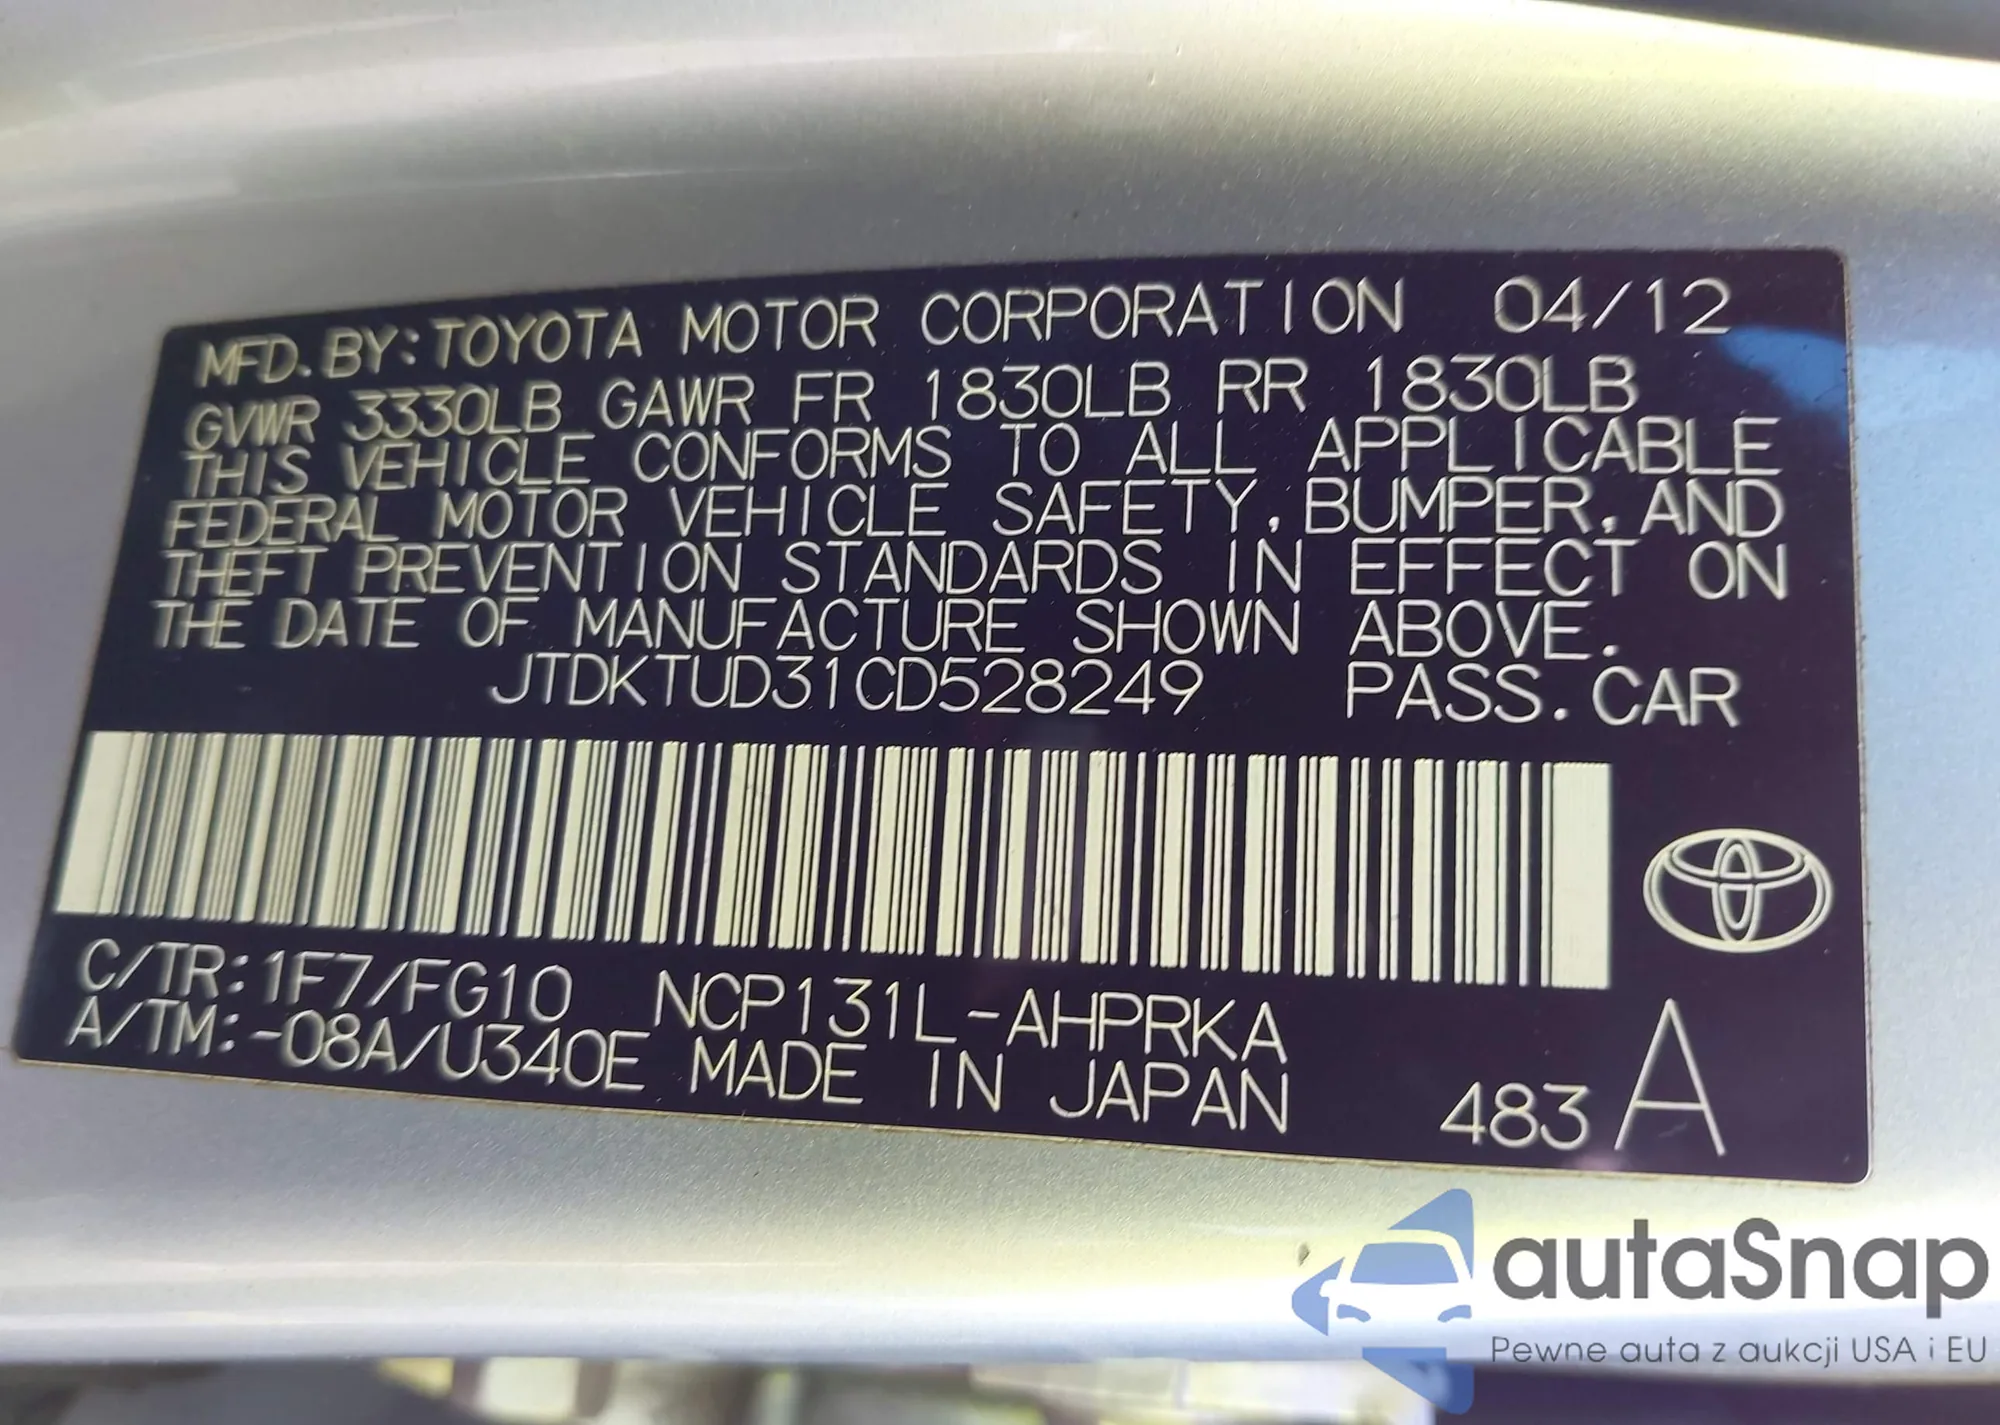 MFD. BY: TOYOTA MOTOR CORPORATION 04/12
GVWR 3330LB GAWR FR 1830LB RR 1830LB
THIS VEHICLE CONFORMS TO ALL APPLICABLE
FEDERAL MOTOR VEHICLE SAFETY, BUMPER, AND
THEFT PREVENTION STANDARDS IN EFFECT ON
THE DATE OF MANUFACTURE SHOWN ABOVE.
JTDKTUD31CD528249 PASS. CAR
C/TR: 1F7/FG10 NCP131L-AHPRKA
A/TM: -08A/U340E MADE IN JAPAN 483 A
autaSnap
Pewne auta z aukcji USA i EU